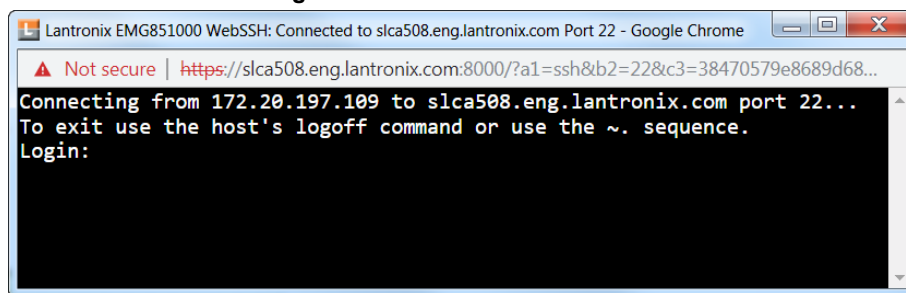 Lantronix EMG851000 WebSSH: Connected to slca508.eng.lantronix.com Port 22 - Google Chrome
Not secure | https://slca508.eng.lantronix.com:8000/?a1=ssh&b2=22&c3=38470579e8689d68...
Connecting from 172.20.197.109 to slca508.eng.lantronix.com port 22...
To exit use the host's logoff command or use the ~. sequence.
Login: